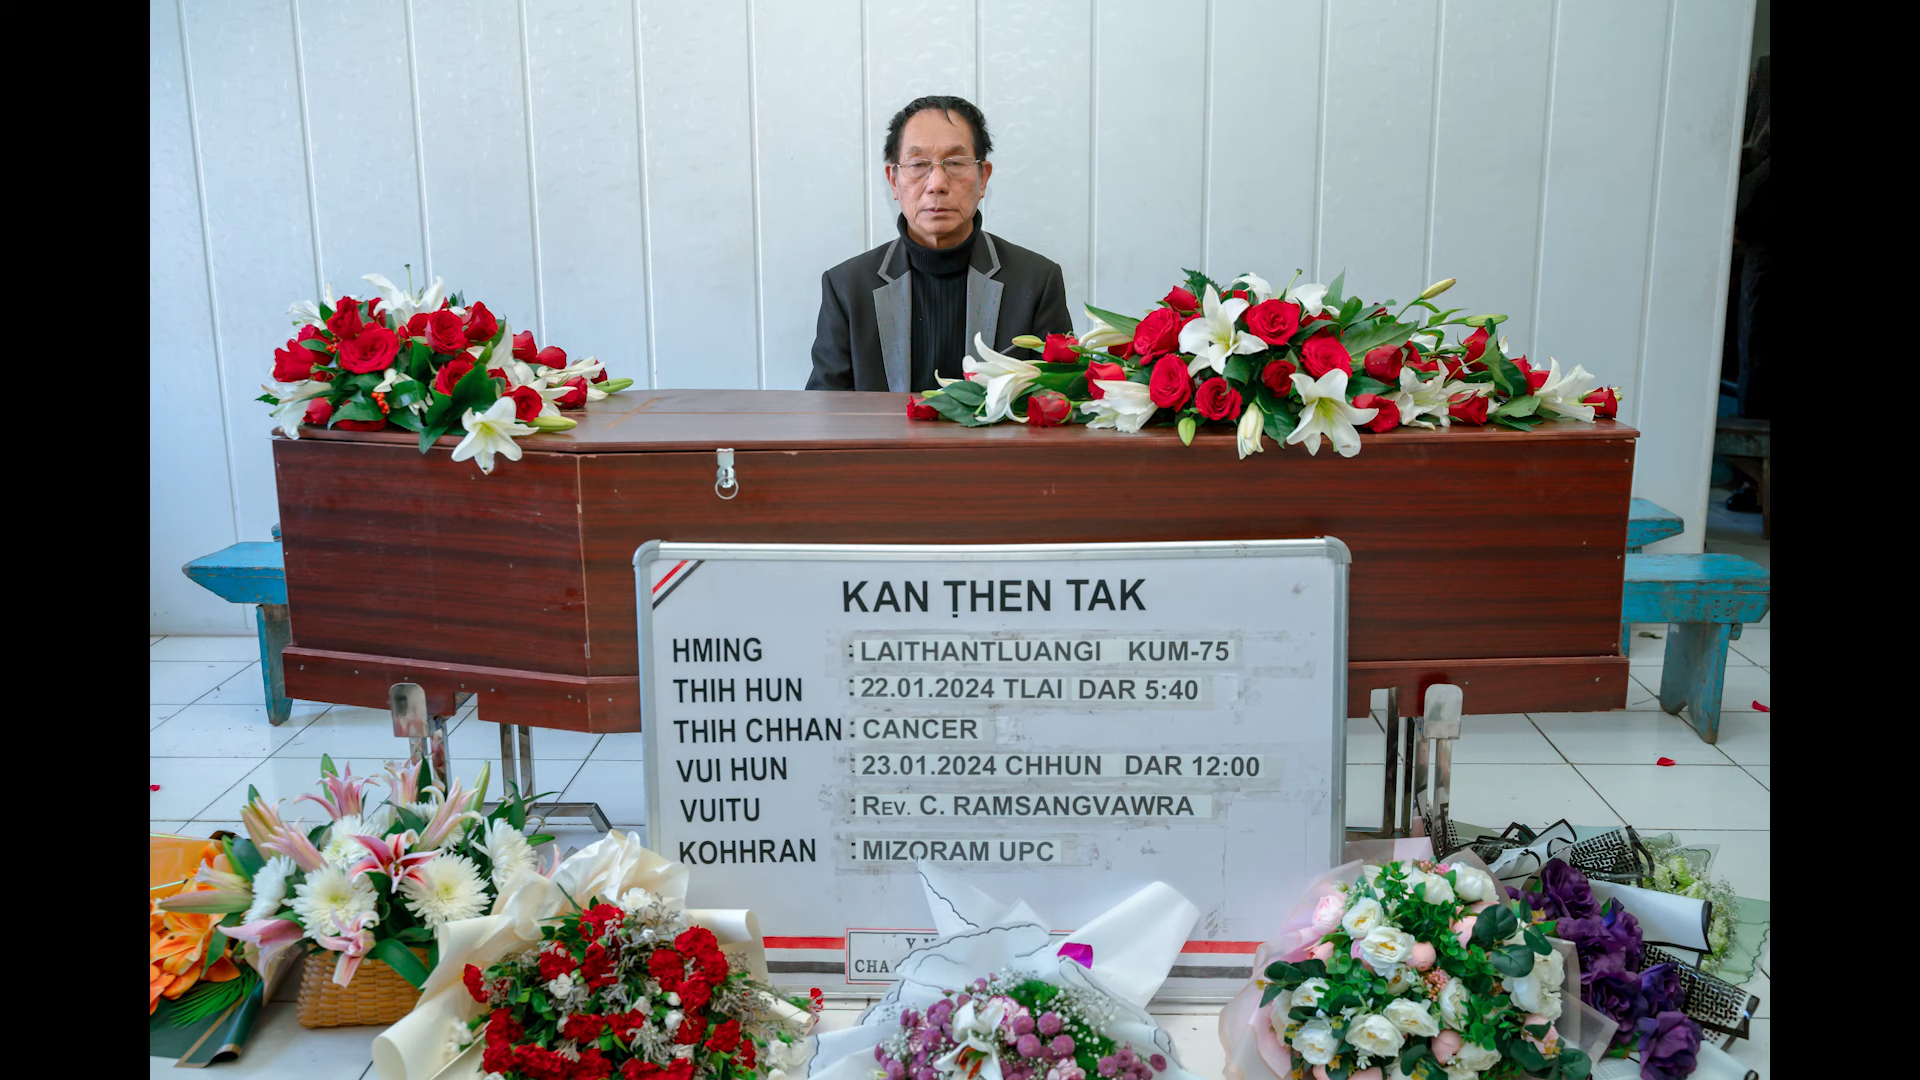 KAN ṬHEN TAK
HMING : LAITHANTLUANGI KUM-75
THIH HUN : 22.01.2024 TLAI DAR 5:40
THIH CHHAN : CANCER
VUI HUN : 23.01.2024 CHHUN DAR 12:00
VUITU : REV. C. RAMSANGVAWRA
KOHHRAN : MIZORAM UPC